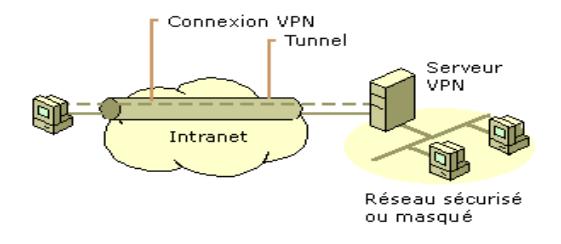 Connexion VPN
Tunnel
Serveur
VPN
Intranet
Réseau sécurisé
ou masqué